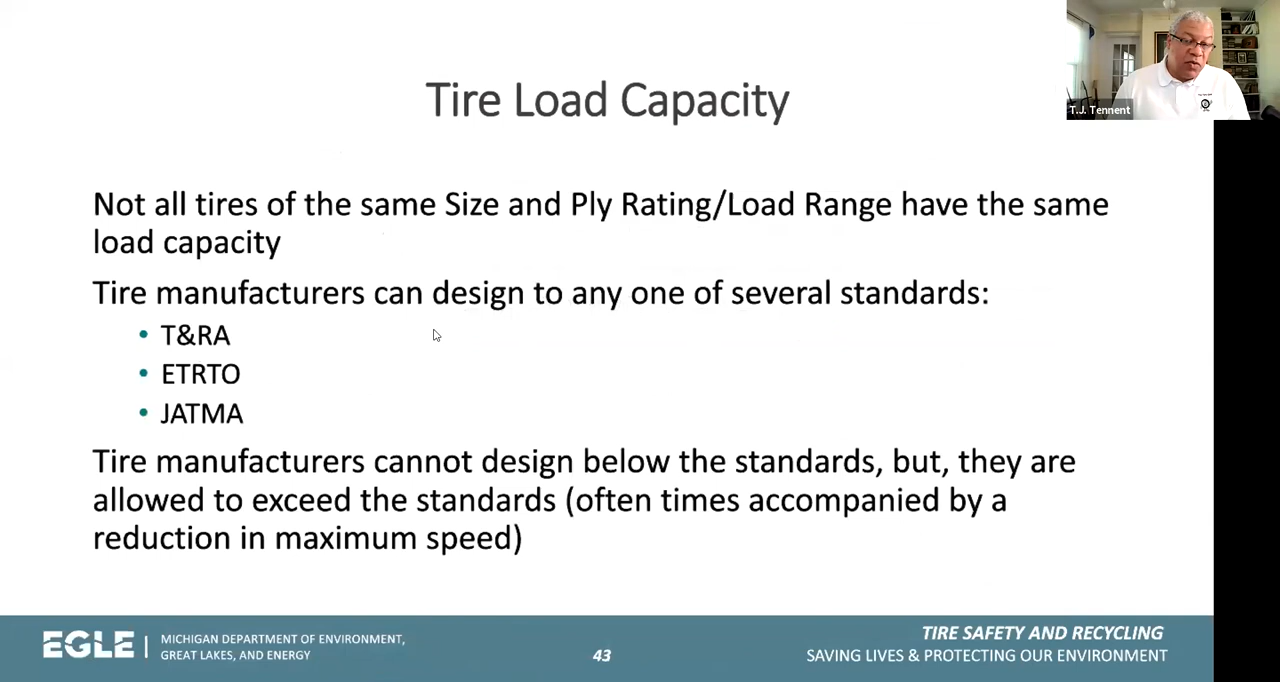 Tire Load Capacity
T.J. Tennent
Not all tires of the same Size and Ply Rating/Load Range have the same
load capacity
Tire manufacturers can design to any one of several standards:
• T&RA
• ETRTO
• JATMA
Tire manufacturers cannot design below the standards, but, they are
allowed to exceed the standards (often times accompanied by a
reduction in maximum speed)
EGLE
MICHIGAN DEPARTMENT OF ENVIRONMENT,
GREAT LAKES, AND ENERGY
43
TIRE SAFETY AND RECYCLING
SAVING LIVES & PROTECTING OUR ENVIRONMENT